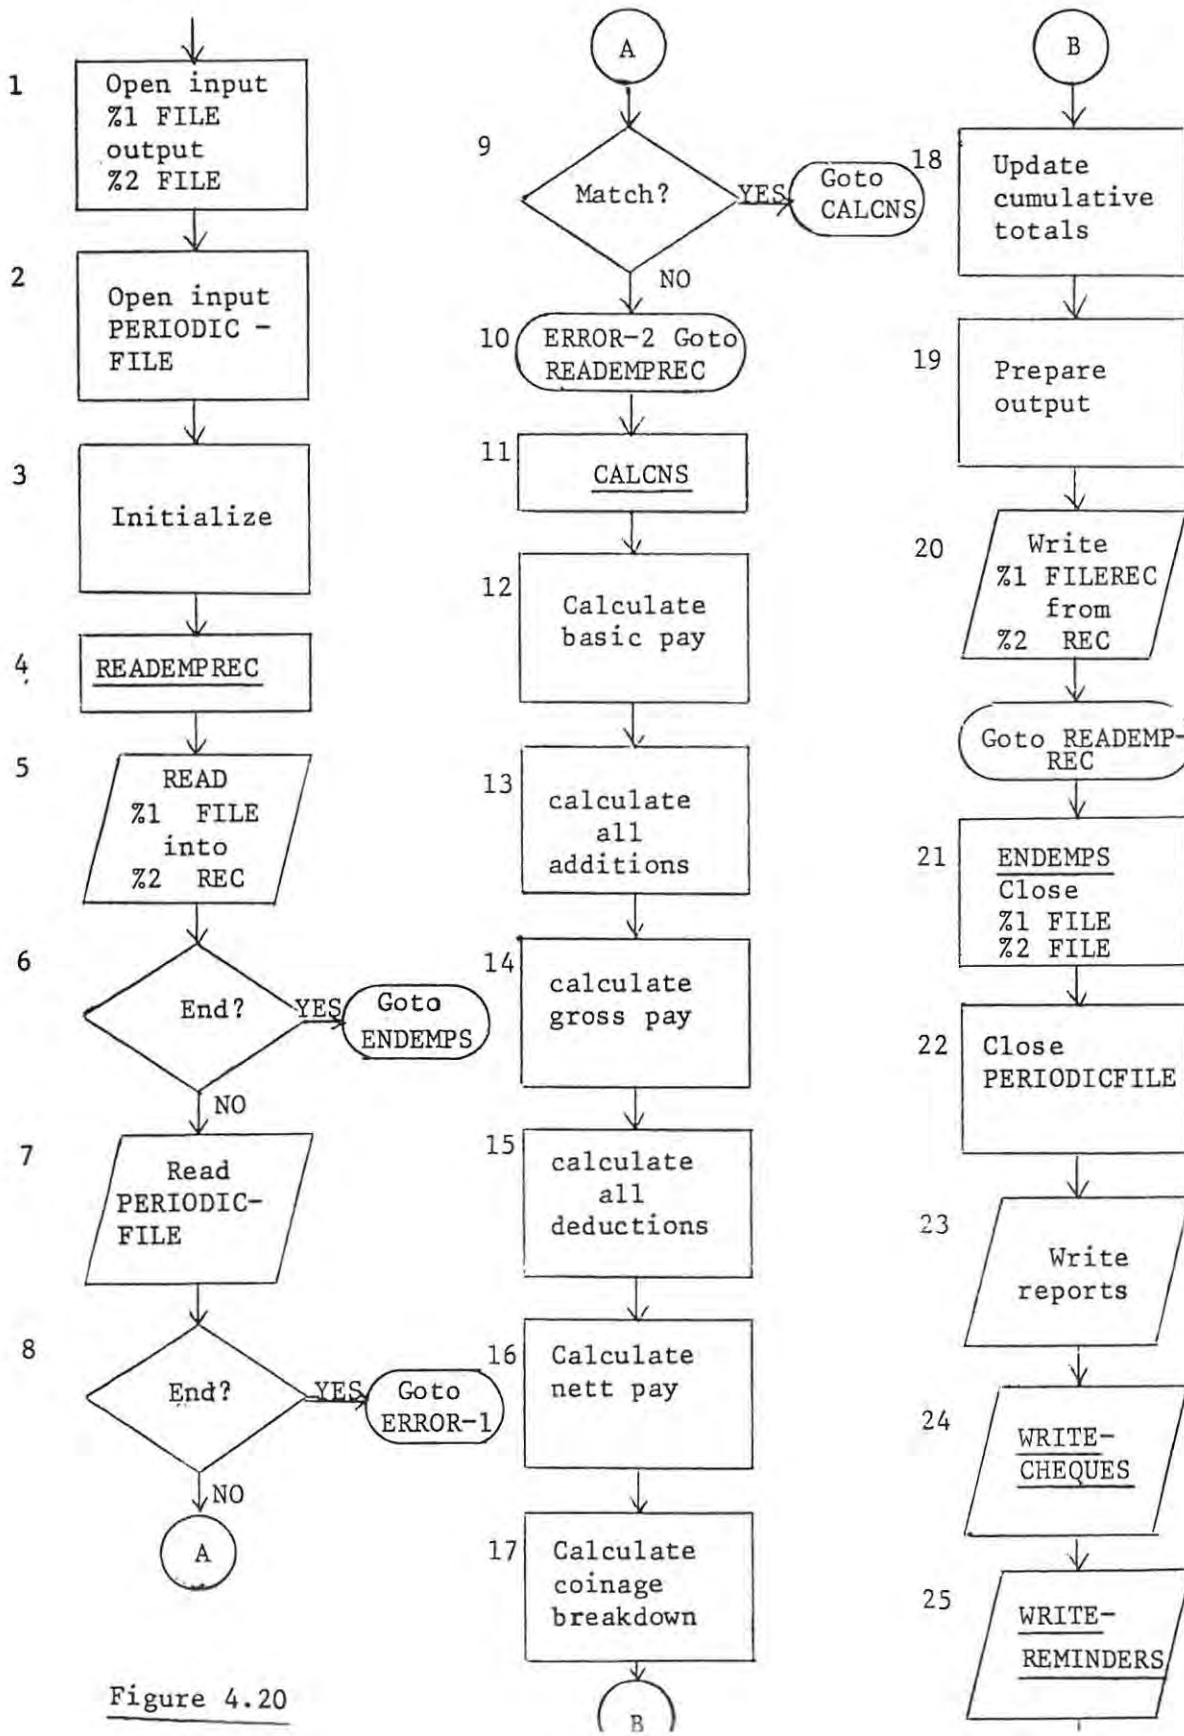 1
Open input
%1 FILE
output
%2 FILE
2
Open input
PERIODIC -
FILE
3
Initialize
4
READEMPREC
5
READ
%1 FILE
into
%2 REC
6
End?
YES
Goto
ENDEMPS
NO
7
Read
PERIODIC-
FILE
8
End?
YES
Goto
ERROR-1
NO
A
Figure 4.20
A
9
Match?
YES
Goto
CALCNS
NO
10
ERROR-2 Goto
READEMPREC
11
CALCNS
12
Calculate
basic pay
13
calculate
all
additions
14
calculate
gross pay
15
calculate
all
deductions
16
Calculate
nett pay
17
Calculate
coinage
breakdown
B
B
18
Update
cumulative
totals
19
Prepare
output
20
Write
%1 FILEREC
from
%2 REC
Goto READEMP-
REC
21
ENDEMPS
Close
%1 FILE
%2 FILE
22
Close
PERIODICFILE
23
Write
reports
24
WRITE-
CHEQUES
25
WRITE-
REMINDERS